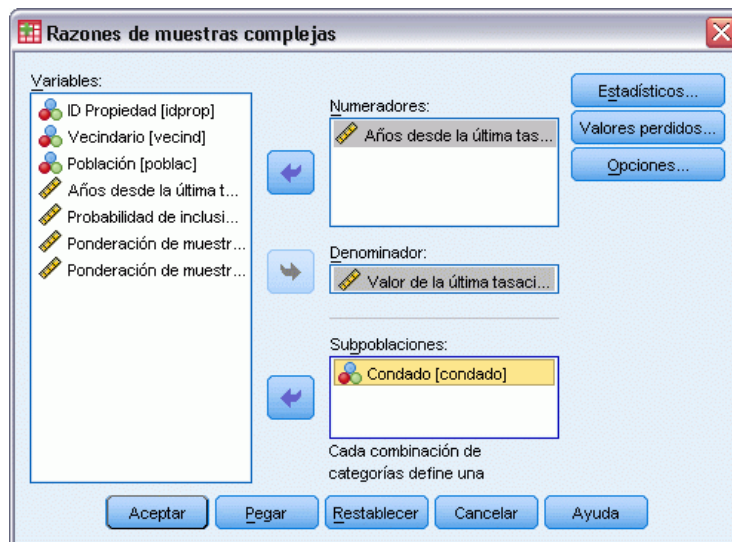 Razones de muestras complejas
Variables:
ID Propiedad [idprop]
Vecindario [vecind]
Población [poblac]
Años desde la última t...
Probabilidad de inclusi...
Ponderación de muestr...
Ponderación de muestr...
Numeradores:
Años desde la última tas...
Denominador:
Valor de la última tasaci...
Subpoblaciones:
Condado [condado]
Cada combinación de
categorías define una
Estadísticos...
Valores perdidos...
Opciones...
Aceptar
Pegar
Restablecer
Cancelar
Ayuda